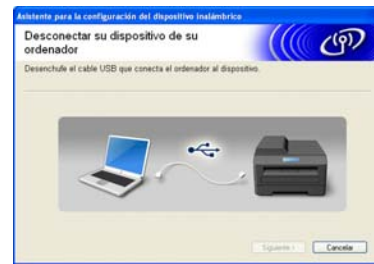 Asistente para la configuración del dispositivo inalámbrico
Desconectar su dispositivo de su
ordenador
Desenchufe el cable USB que conecta el ordenador al dispositivo.
Siguiente >
Cancelar